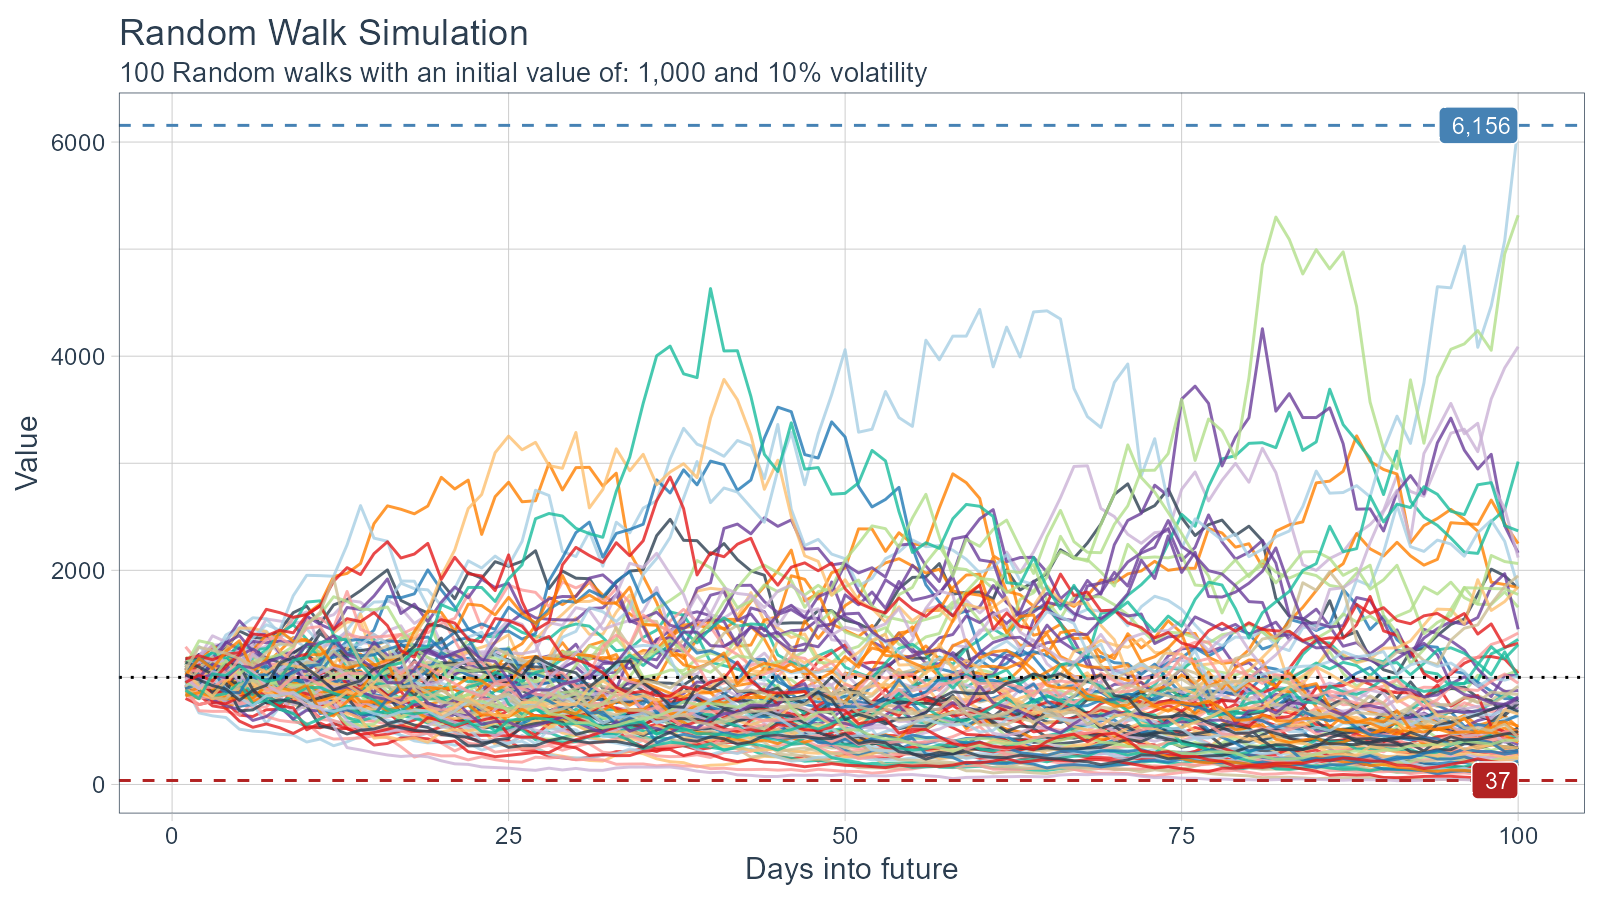 Random Walk Simulation
100 Random walks with an initial value of: 1,000 and 10% volatility
6,156
6000
4000
Value
2000
0
37
0 25 50 75 100
Days into future